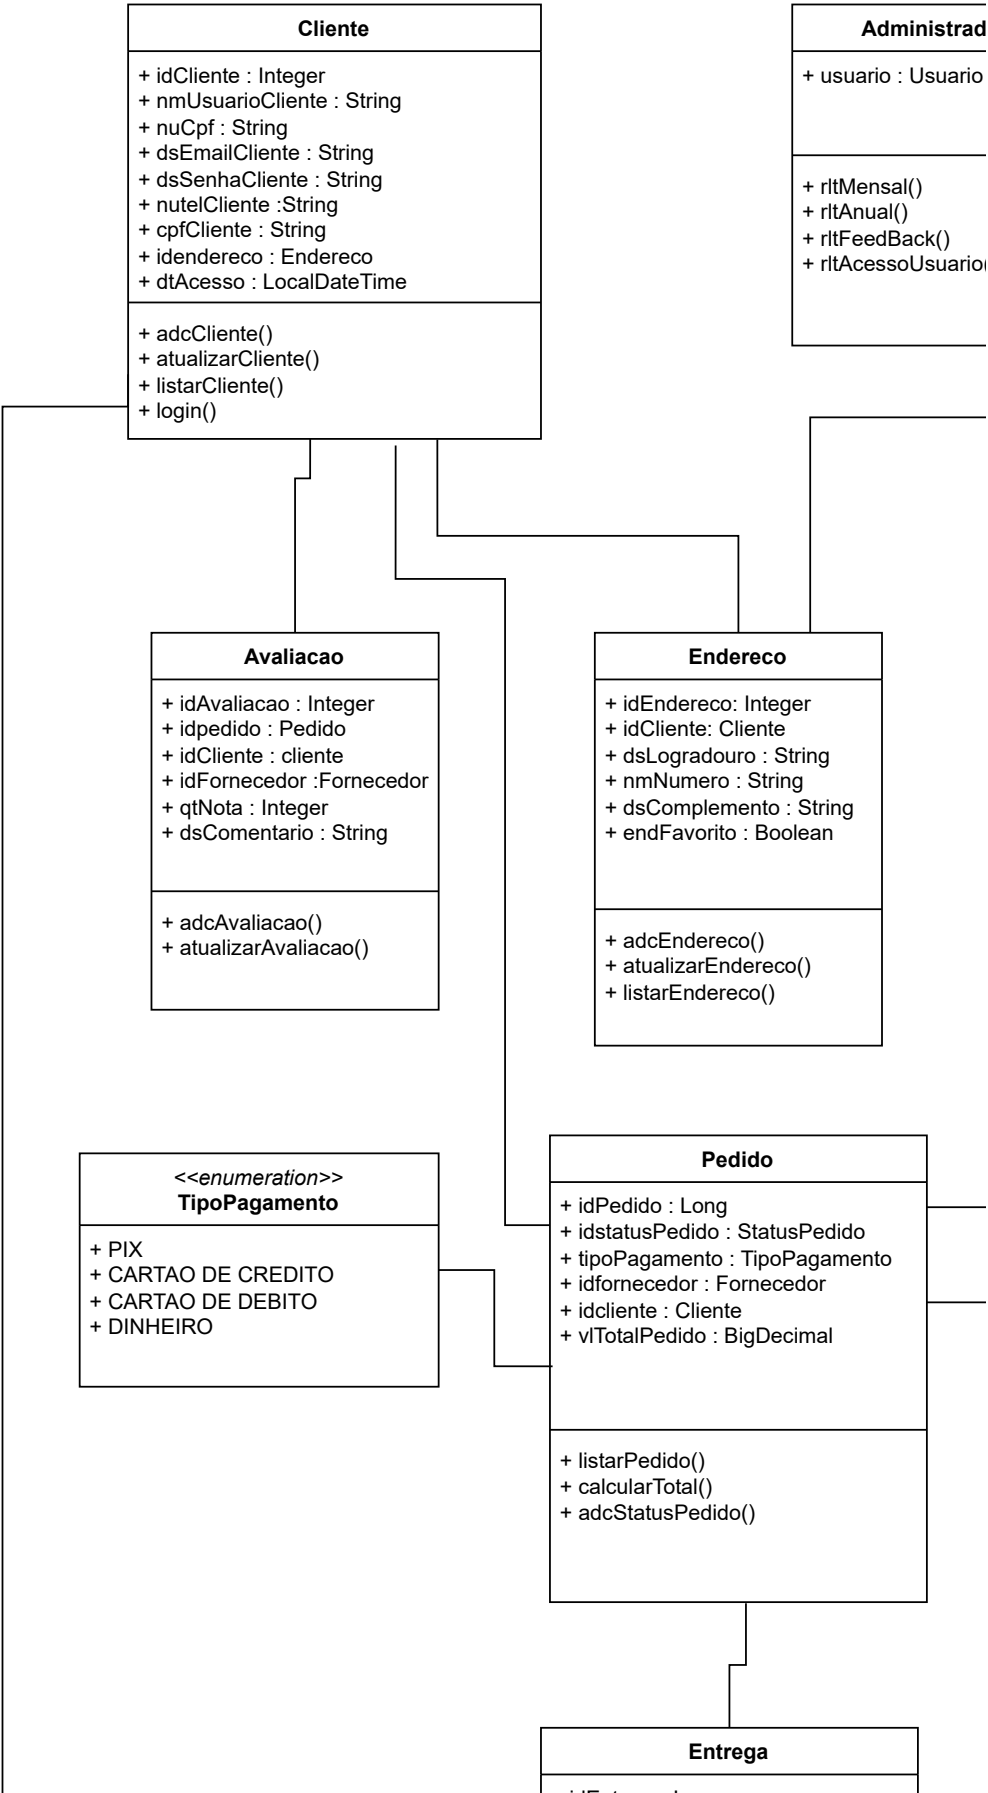 Cliente
+ idCliente : Integer
+ nmUsuarioCliente : String
+ nuCpf : String
+ dsEmailCliente : String
+ dsSenhaCliente : String
+ nutelCliente :String
+ cpfCliente : String
+ idendereco : Endereco
+ dtAcesso : LocalDateTime
+ adcCliente()
+ atualizarCliente()
+ listarCliente()
+ login()
Administrad
+ usuario : Usuario
+ rltMensal()
+ rltAnual()
+ rltFeedBack()
+ rltAcessoUsuario(
Avaliacao
+ idAvaliacao : Integer
+ idpedido : Pedido
+ idCliente : cliente
+ idFornecedor :Fornecedor
+ qtNota : Integer
+ dsComentario : String
+ adcAvaliacao()
+ atualizarAvaliacao()
Endereco
+ idEndereco: Integer
+ idCliente: Cliente
+ dsLogradouro : String
+ nmNumero : String
+ dsComplemento : String
+ endFavorito : Boolean
+ adcEndereco()
+ atualizarEndereco()
+ listarEndereco()
<<enumeration>>
TipoPagamento
+ PIX
+ CARTAO DE CREDITO
+ CARTAO DE DEBITO
+ DINHEIRO
Pedido
+ idPedido : Long
+ idstatusPedido : StatusPedido
+ tipoPagamento : TipoPagamento
+ idfornecedor : Fornecedor
+ idcliente : Cliente
+ vlTotalPedido : BigDecimal
+ listarPedido()
+ calcularTotal()
+ adcStatusPedido()
Entrega